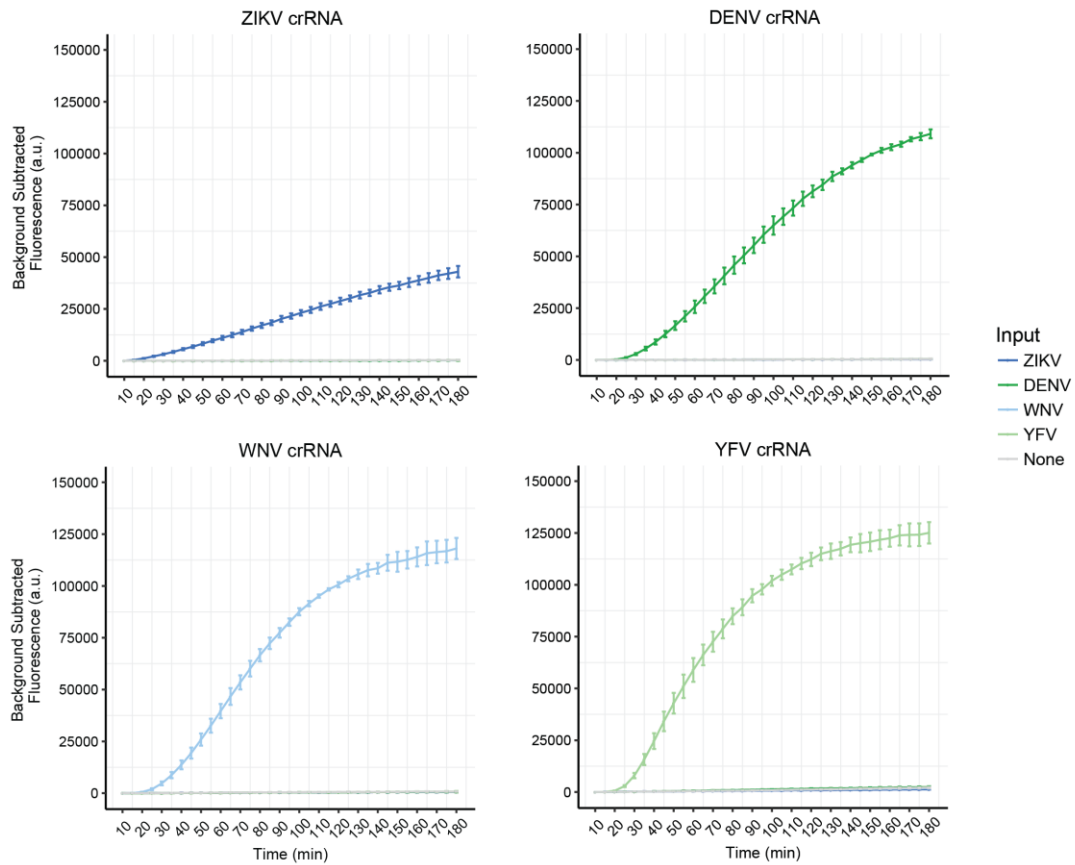 ZIKV crRNA
150000
125000
100000
75000
50000
25000
0
Background Subtracted
Fluorescence (a.u.)
10 20 30 40 50 60 70 80 90 100 110 120 130 140 150 160 170 180
DENV crRNA
150000
125000
100000
75000
50000
25000
0
10 20 30 40 50 60 70 80 90 100 110 120 130 140 150 160 170 180
Input
ZIKV
DENV
WNV
YFV
None
WNV crRNA
150000
125000
100000
75000
50000
25000
0
Background Subtracted
Fluorescence (a.u.)
10 20 30 40 50 60 70 80 90 100 110 120 130 140 150 160 170 180
Time (min)
YFV crRNA
150000
125000
100000
75000
50000
25000
0
10 20 30 40 50 60 70 80 90 100 110 120 130 140 150 160 170 180
Time (min)